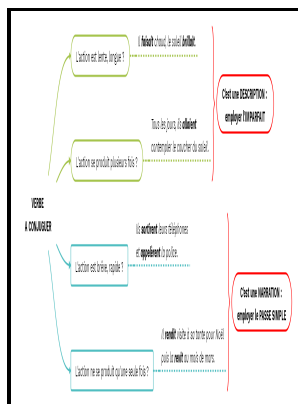 Il faisait chaud, le soleil brillait.
L'action est lente, longue ?
C'est une DESCRIPTION :
employer l'IMPARFAIT
Tous les jours, ils allaient
contempler le coucher du soleil.
L'action se produit plusieurs fois ?
VERBE
A CONJUGUER
Ils sortirent leurs téléphones
et appelèrent la police.
L'action est brève, rapide ?
C'est une NARRATION :
employer le PASSE SIMPLE
Il rendit visite à sa tante pour Noël
puis la revit au mois de mars.
L'action ne se produit qu'une seule fois ?